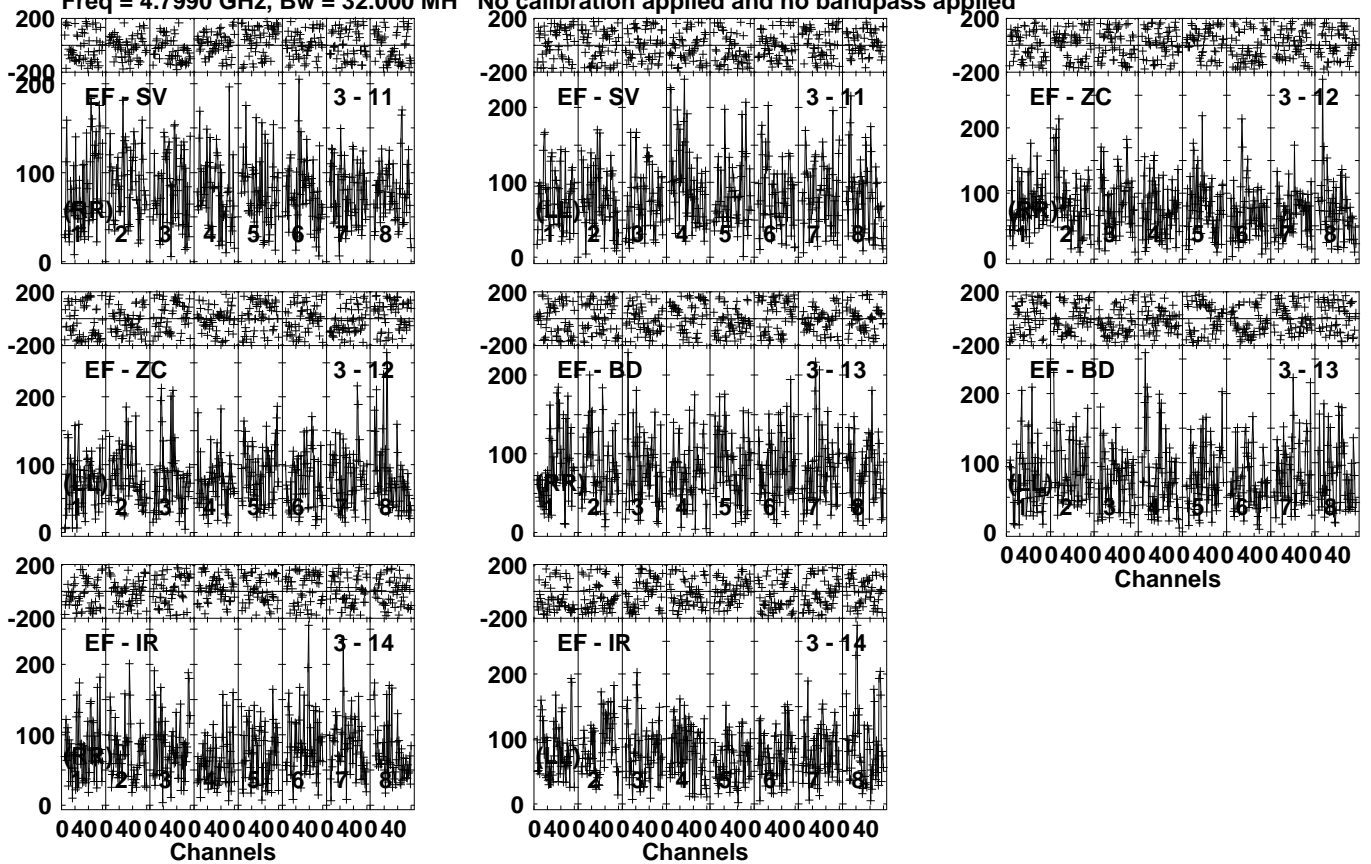 Freq = 4.7990 GHz, Bw = 32.000 MH No calibration applied and no bandpass applied
200 200 200
-200 -200 -200
200 EF - SV 3 - 11
200 EF - SV 3 - 11
200 EF - ZC 3 - 12
100 100 100
(RR) (LL) (RR)
1 2 3 4 5 6 7 8
1 2 3 4 5 6 7 8
1 2 3 4 5 6 7 8
0 0 0
200 200 200
-200 -200 -200
EF - ZC 3 - 12
EF - BD 3 - 13
EF - BD 3 - 13
200 200 200
100 100 100
(LL) (RR) (LL)
1 2 3 4 5 6 7 8
1 2 3 4 5 6 7 8
1 2 3 4 5 6 7 8
0 0 0
0 40 0 40 0 40 0 40 0 40 0 40 0 40 0 40
Channels
200 200
-200 -200
EF - IR 3 - 14
EF - IR 3 - 14
200 200
100 100
(RR) (LL)
1 2 3 4 5 6 7 8
1 2 3 4 5 6 7 8
0 0
0 40 0 40 0 40 0 40 0 40 0 40 0 40 0 40
0 40 0 40 0 40 0 40 0 40 0 40 0 40 0 40
Channels
Channels